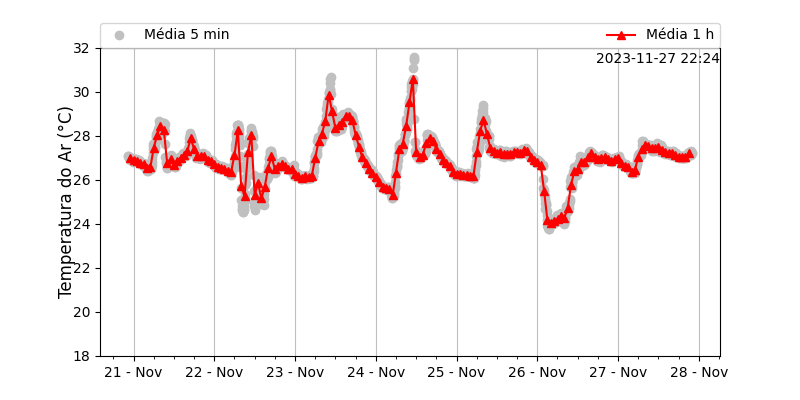 Média 5 min
Média 1 h
2023-11-27 22:24
Temperatura do Ar (°C)
32
30
28
26
24
22
20
18
21 - Nov
22 - Nov
23 - Nov
24 - Nov
25 - Nov
26 - Nov
27 - Nov
28 - Nov